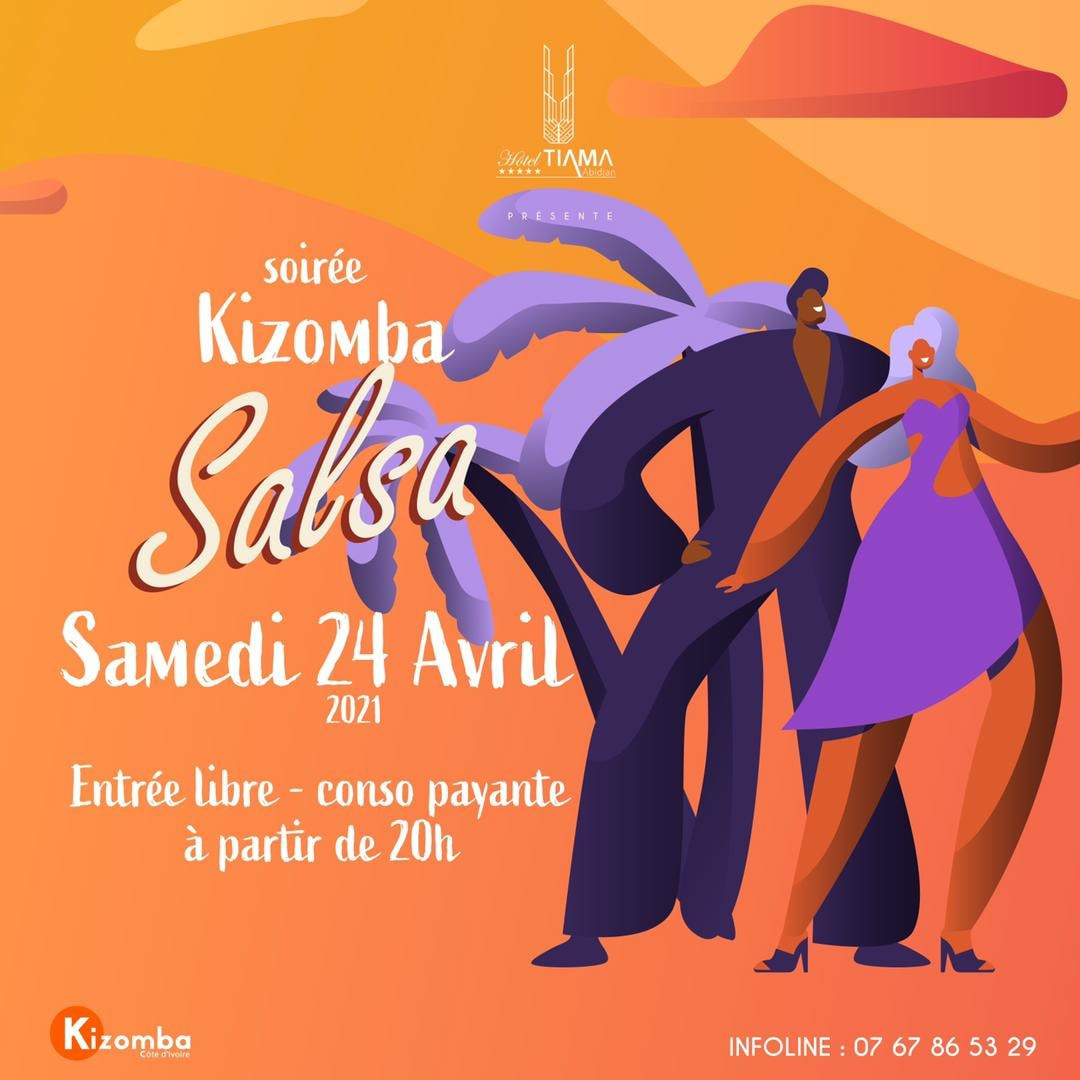 Hôtel TIAMA
★★★★★ Abidjan
PRÉSENTE
soirée
Kizomba
Salsa
Samedi 24 Avril
2021
Entrée libre - conso payante
à partir de 20h
Kizomba
Côte d'Ivoire
INFOLINE : 07 67 86 53 29